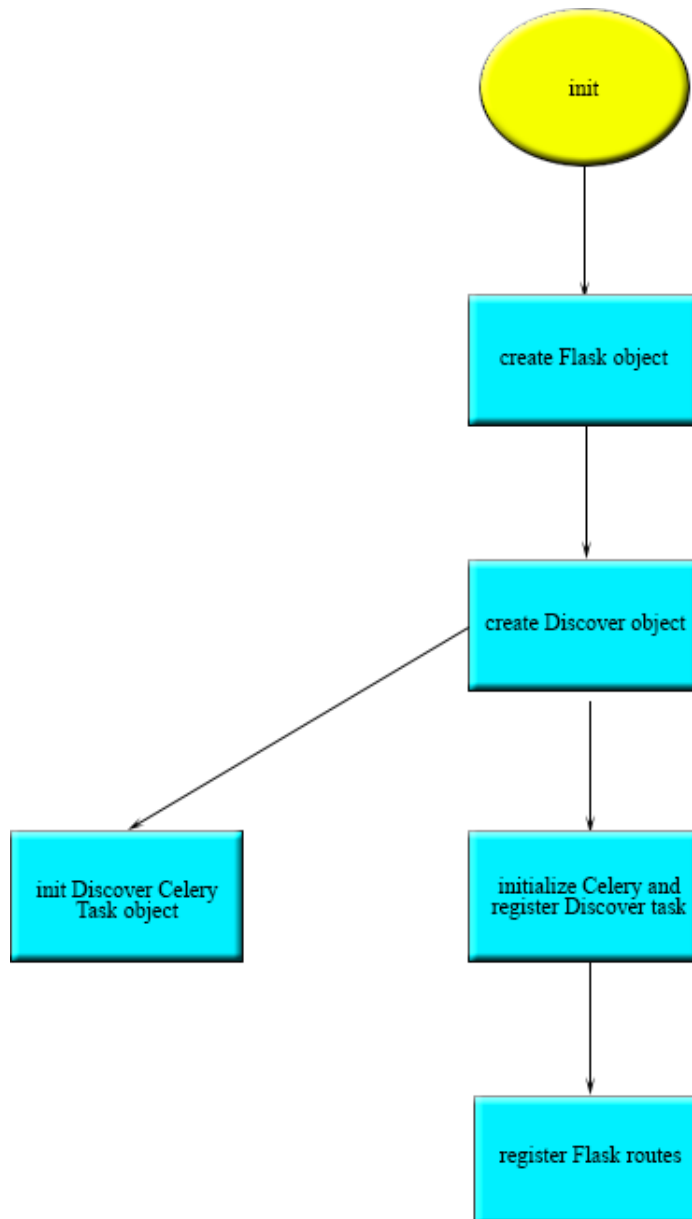 init
create Flask object
create Discover object
init Discover Celery
Task object
initialize Celery and
register Discover task
register Flask routes